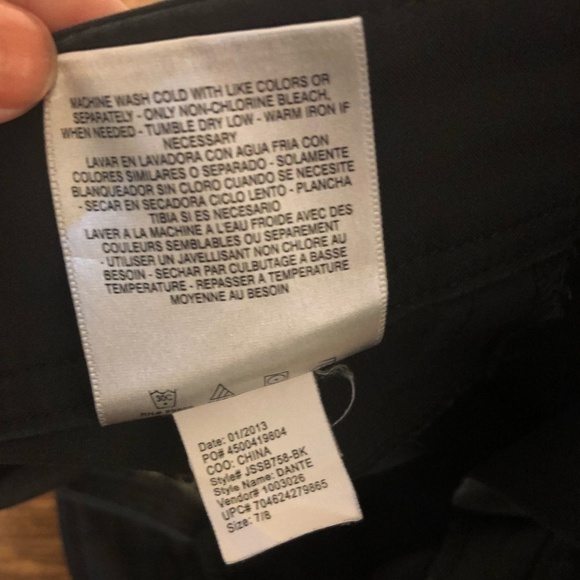 MACHINE WASH COLD WITH LIKE COLORS OR
SEPARATELY - ONLY NON-CHLORINE BLEACH,
WHEN NEEDED - TUMBLE DRY LOW - WARM IRON IF
NECESSARY
LAVAR EN LAVADORA CON AGUA FRIA CON
COLORES SIMILARES O SEPARADO - SOLAMENTE
BLANQUEADOR SIN CLORO CUANDO SE NECESITE
- SECAR EN SECADORA CICLO LENTO - PLANCHA
TIBIA SI ES NECESARIO
LAVER A LA MACHINE A L'EAU FROIDE AVEC DES
COULEURS SEMBLABLES OU SEPAREMENT
- UTILISER UN JAVELLISANT NON CHLORE AU
BESOIN - SECHAR PAR CULBUTAGE A BASSE
TEMPERATURE - REPASSER A TEMPERATURE
MOYENNE AU BESOIN
30C
Date: 01/2013
PO# 4500419804
COO: CHINA
Style# JSSB758-BK
Style Name: DANTE
Vendor# 1003026
UPC# 704624279865
Size: 7/8